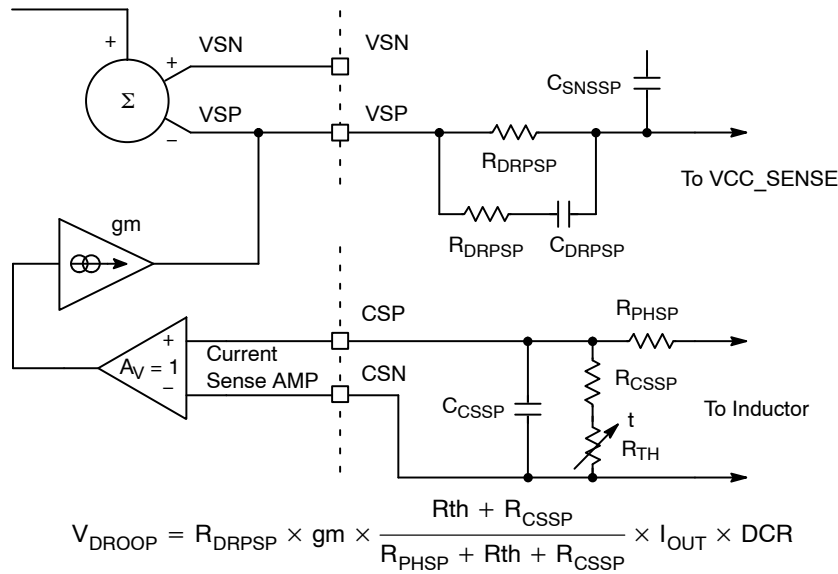 +
VSN
VSN
+
Σ
C_SNSSP
VSP
VSP
−
R_DRPSP
To VCC_SENSE
gm
R_DRPSP
C_DRPSP
R_PHSP
CSP
+
A_V = 1
−
Current
Sense AMP
CSN
R_CSSP
C_CSSP
To Inductor
t
R_TH
V_DROOP = R_DRPSP × gm × (Rth + R_CSSP) / (R_PHSP + Rth + R_CSSP) × I_OUT × DCR